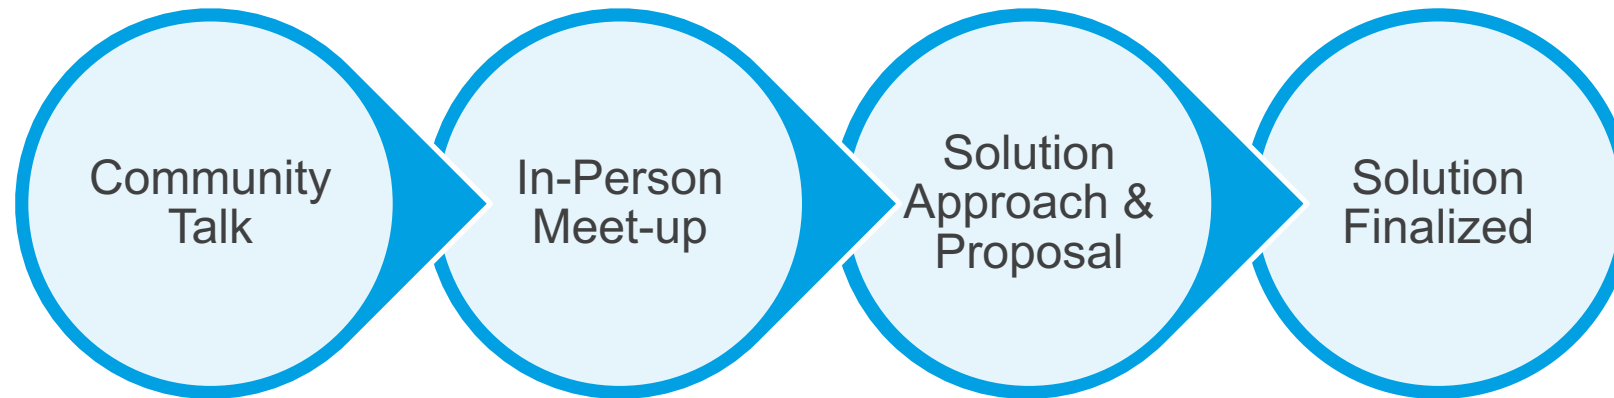 Community
Talk
In-Person
Meet-up
Solution
Approach &
Proposal
Solution
Finalized